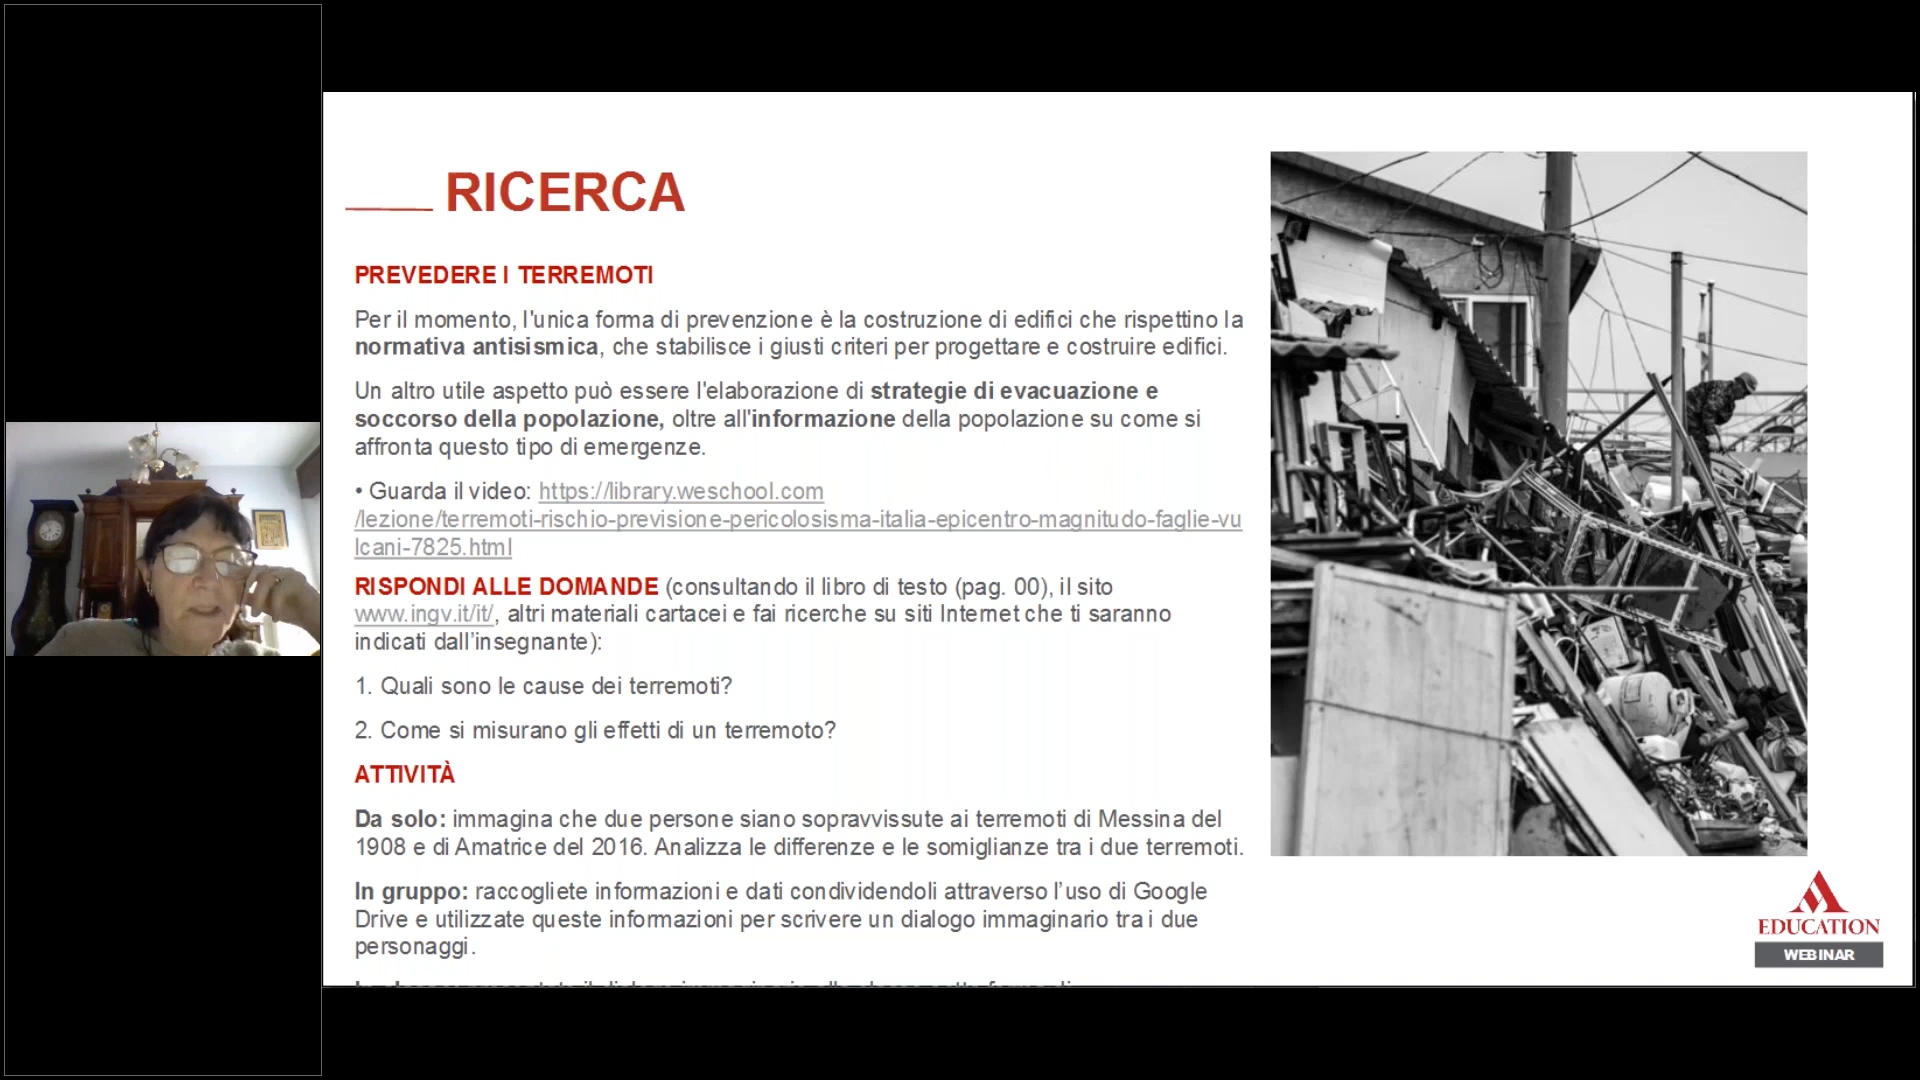 RICERCA
PREVEDERE I TERREMOTI
Per il momento, l'unica forma di prevenzione è la costruzione di edifici che rispettino la
normativa antisismica, che stabilisce i giusti criteri per progettare e costruire edifici.
Un altro utile aspetto può essere l'elaborazione di strategie di evacuazione e
soccorso della popolazione, oltre all'informazione della popolazione su come si
affronta questo tipo di emergenze.
• Guarda il video: https://library.weschool.com
/lezione/terremoti-rischio-previsione-pericolosisma-italia-epicentro-magnitudo-faglie-vu
lcani-7825.html
RISPONDI ALLE DOMANDE (consultando il libro di testo (pag. 00), il sito
www.ingv.it/it/, altri materiali cartacei e fai ricerche su siti Internet che ti saranno
indicati dall’insegnante):
1. Quali sono le cause dei terremoti?
2. Come si misurano gli effetti di un terremoto?
ATTIVITÀ
Da solo: immagina che due persone siano sopravvissute ai terremoti di Messina del
1908 e di Amatrice del 2016. Analizza le differenze e le somiglianze tra i due terremoti.
In gruppo: raccogliete informazioni e dati condividendoli attraverso l’uso di Google
Drive e utilizzate queste informazioni per scrivere un dialogo immaginario tra i due
personaggi.
EDUCATION
WEBINAR